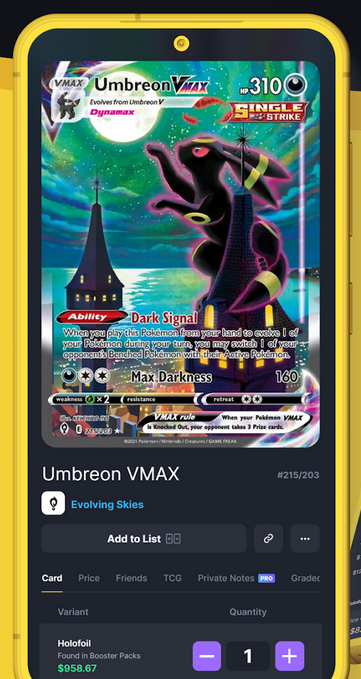 VMAX
Umbreon VMAX
HP 310
Evolves from Umbreon V
Dynamax
SINGLE STRIKE
Ability
Dark Signal
When you play this Pokémon from your hand to evolve 1 of
your Pokémon during your turn, you may switch 1 of your
opponent's Benched Pokémon with their Active Pokémon.
Max Darkness 160
weakness ×2 resistance retreat
VMAX rule When your Pokémon VMAX
is Knocked Out, your opponent takes 3 Prize cards.
215/203
©2021 Pokémon / Nintendo / Creatures / GAME FREAK
Umbreon VMAX #215/203
Evolving Skies
Add to List
Card Price Friends TCG Private Notes PRO Graded
Variant Quantity
Holofoil
Found in Booster Packs
$958.67
1